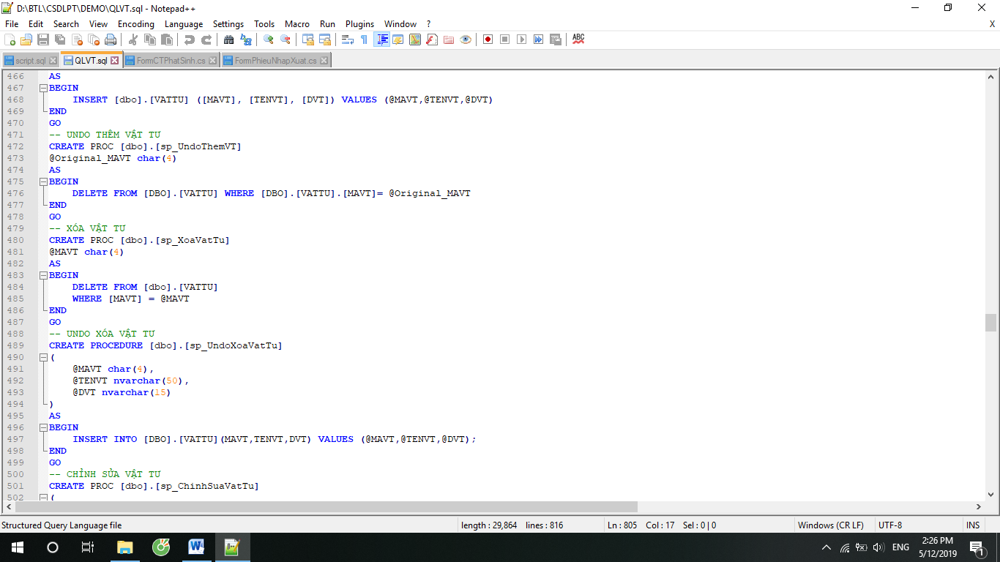 D:\BTL\CSDLPT\DEMO\QLVT.sql - Notepad++
File Edit Search View Encoding Language Settings Tools Macro Run Plugins Window ? X
script.sql QLVT.sql FormCTPhatSinh.cs FormPhieuNhapXuat.cs
466 AS
467 BEGIN
468 INSERT [dbo].[VATTU] ([MAVT], [TENVT], [DVT]) VALUES (@MAVT,@TENVT,@DVT)
469 END
470 GO
471 -- UNDO THÊM VẬT TƯ
472 CREATE PROC [dbo].[sp_UndoThemVT]
473 @Original_MAVT char(4)
474 AS
475 BEGIN
476 DELETE FROM [DBO].[VATTU] WHERE [DBO].[VATTU].[MAVT]= @Original_MAVT
477 END
478 GO
479 -- XÓA VẬT TƯ
480 CREATE PROC [dbo].[sp_XoaVatTu]
481 @MAVT char(4)
482 AS
483 BEGIN
484 DELETE FROM [dbo].[VATTU]
485 WHERE [MAVT] = @MAVT
486 END
487 GO
488 -- UNDO XÓA VẬT TƯ
489 CREATE PROCEDURE [dbo].[sp_UndoXoaVatTu]
490 (
491 @MAVT char(4),
492 @TENVT nvarchar(50),
493 @DVT nvarchar(15)
494 )
495 AS
496 BEGIN
497 INSERT INTO [DBO].[VATTU](MAVT,TENVT,DVT) VALUES (@MAVT,@TENVT,@DVT);
498 END
499 GO
500 -- CHỈNH SỬA VẬT TƯ
501 CREATE PROC [dbo].[sp_ChinhSuaVatTu]
502 (
Structured Query Language file length : 29,864 lines : 816 Ln : 805 Col : 17 Sel : 0 | 0 Windows (CR LF) UTF-8 INS
ENG 2:26 PM
5/12/2019
1